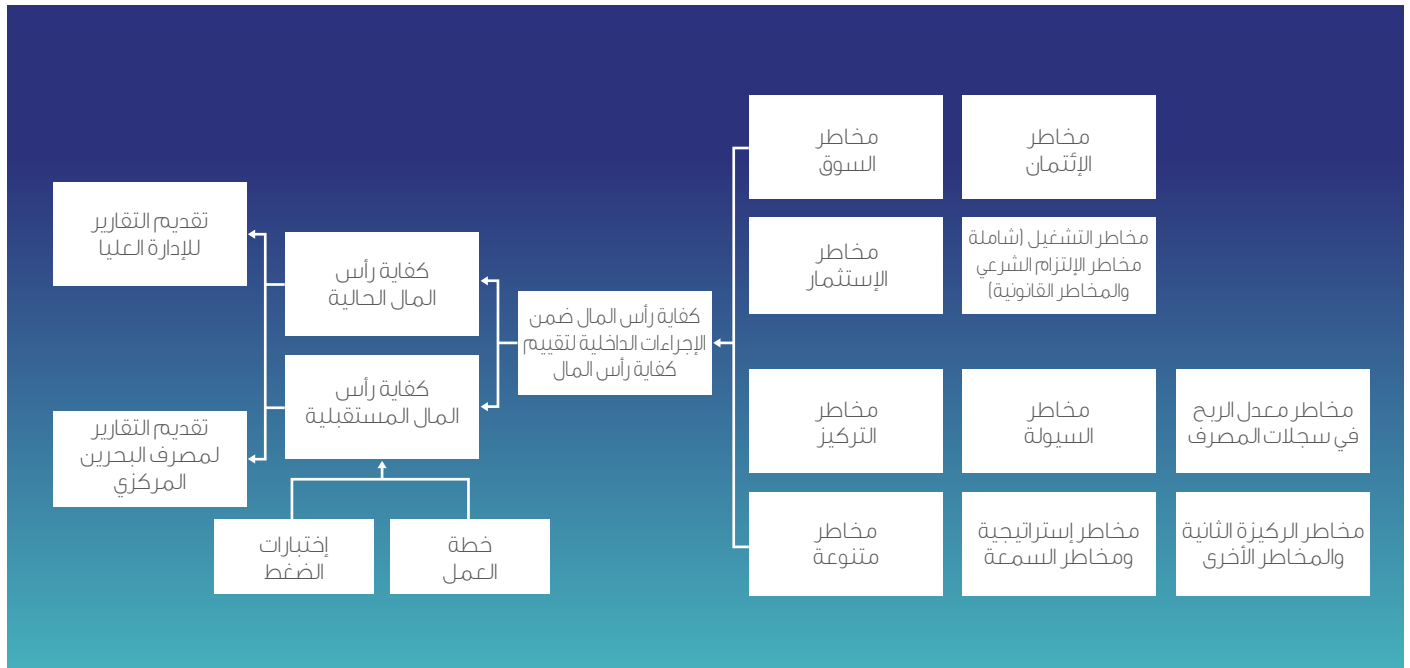 مخاطر
الإئتمان
مخاطر
السوق
مخاطر التشغيل (شاملة
مخاطر الإلتزام الشرعي
والمخاطر القانونية)
مخاطر
الإستثمار
مخاطر معدل الربح
في سجلات المصرف
مخاطر
السيولة
مخاطر
التركيز
مخاطر الركيزة الثانية
والمخاطر الأخرى
مخاطر إستراتيجية
ومخاطر السمعة
مخاطر
متنوعة
كفاية رأس المال ضمن
الإجراءات الداخلية لتقييم
كفاية رأس المال
كفاية رأس
المال الحالية
كفاية رأس
المال المستقبلية
خطة
العمل
إختبارات
الضغط
تقديم التقارير
للإدارة العليا
تقديم التقارير
لمصرف البحرين
المركزي